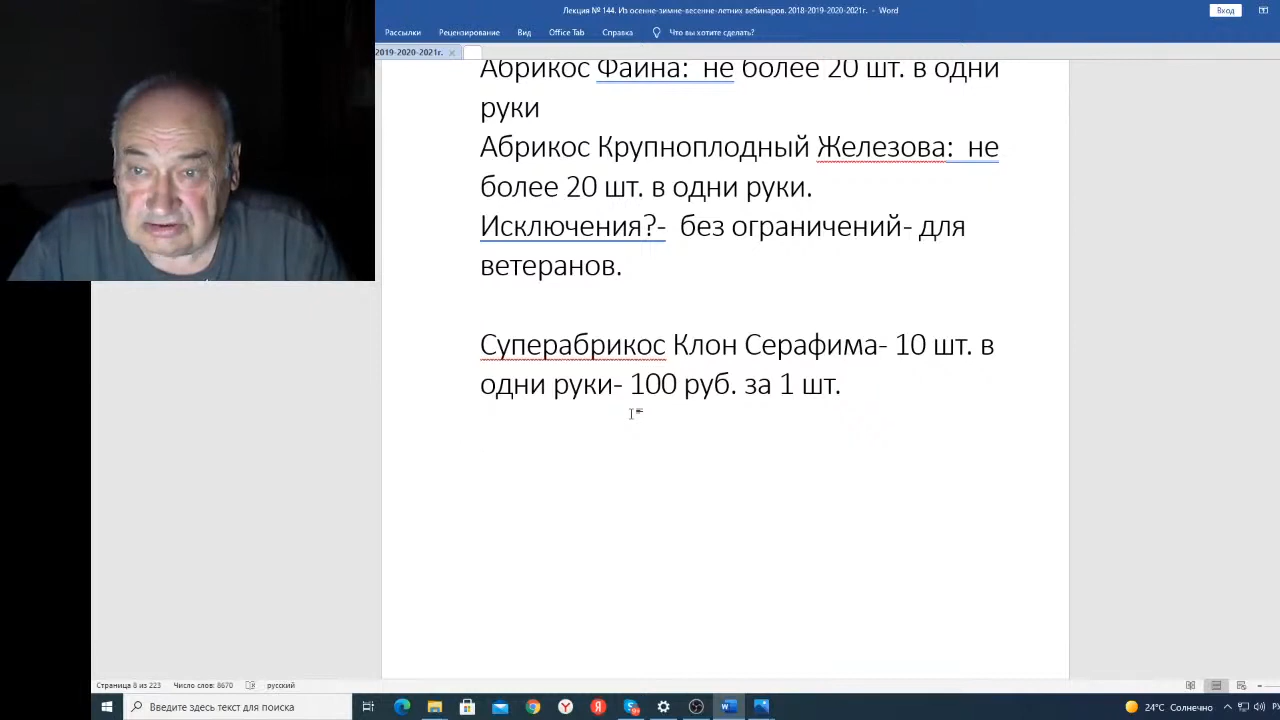 Лекция № 144. Из осенне-зимне-весенне-летних вебинаров. 2018-2019-2020-2021г. - Word
Вход
Рассылки Рецензирование Вид Office Tab Справка Что вы хотите сделать?
2019-2020-2021г.
Абрикос Фаина: не более 20 шт. в одни
руки
Абрикос Крупноплодный Железова: не
более 20 шт. в одни руки.
Исключения?- без ограничений- для
ветеранов.
Суперабрикос Клон Серафима- 10 шт. в
одни руки- 100 руб. за 1 шт.
Страница 8 из 223 Число слов: 8670 русский
Введите здесь текст для поиска
24°C Солнечно